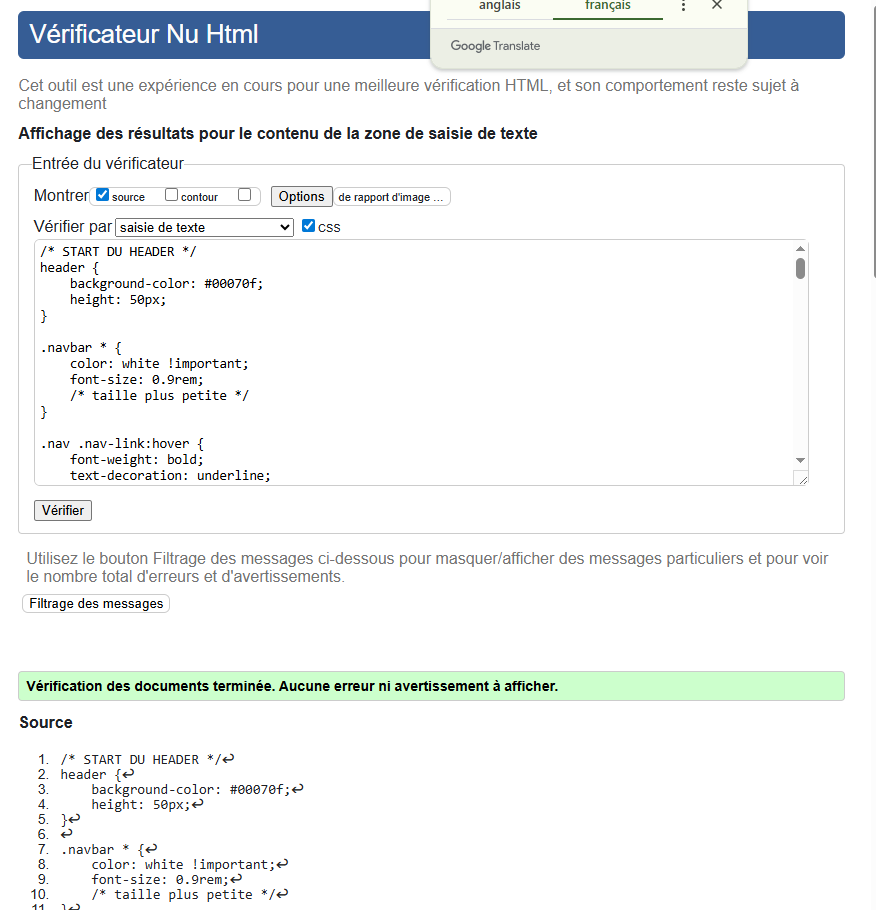 anglais français
Google Translate
Vérificateur Nu Html
Cet outil est une expérience en cours pour une meilleure vérification HTML, et son comportement reste sujet à
changement
Affichage des résultats pour le contenu de la zone de saisie de texte
Entrée du vérificateur
Montrer source contour Options de rapport d'image ...
Vérifier par saisie de texte css
/* START DU HEADER */
header {
    background-color: #00070f;
    height: 50px;
}
.navbar * {
    color: white !important;
    font-size: 0.9rem;
    /* taille plus petite */
}
.nav .nav-link:hover {
    font-weight: bold;
    text-decoration: underline;
Vérifier
Utilisez le bouton Filtrage des messages ci-dessous pour masquer/afficher des messages particuliers et pour voir
le nombre total d'erreurs et d'avertissements.
Filtrage des messages
Vérification des documents terminée. Aucune erreur ni avertissement à afficher.
Source
1. /* START DU HEADER */↩
2. header {↩
3.     background-color: #00070f;↩
4.     height: 50px;↩
5. }↩
6. ↩
7. .navbar * {↩
8.     color: white !important;↩
9.     font-size: 0.9rem;↩
10.     /* taille plus petite */↩
11. }↩